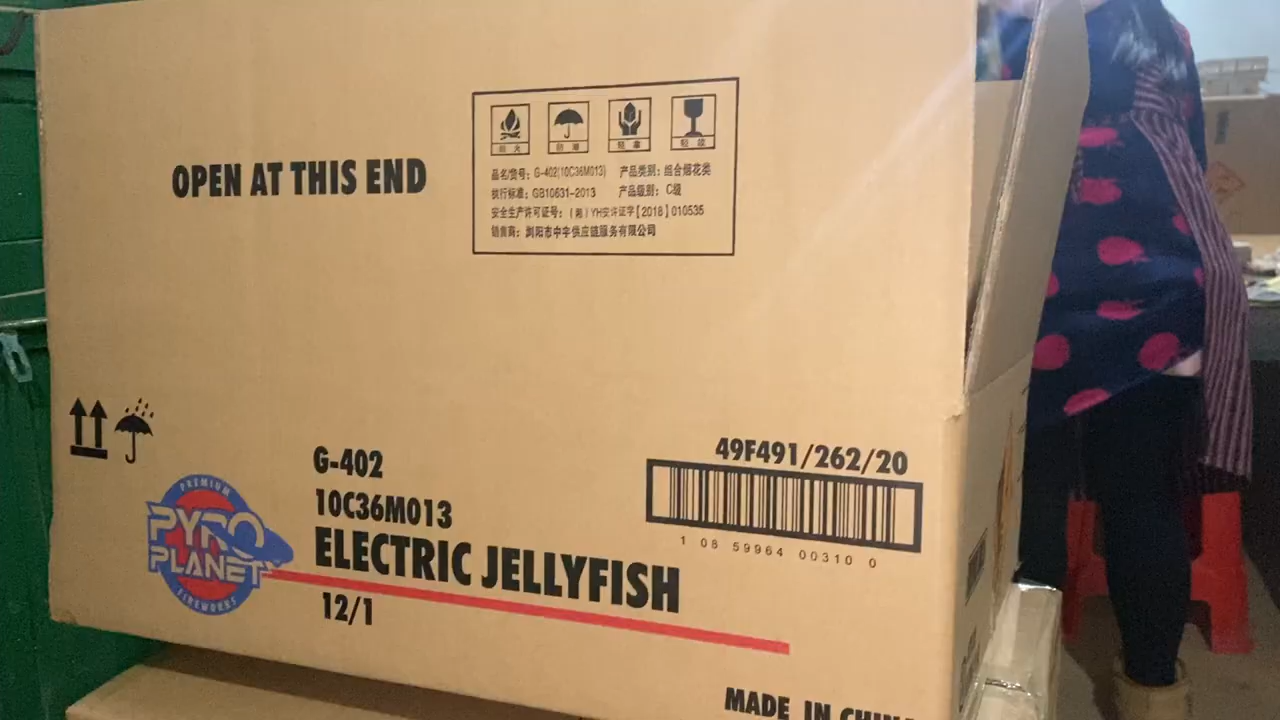 OPEN AT THIS END
品名/货号：G-402(10C36M013) 产品类别：组合烟花类
执行标准：GB10631-2013 产品级别：C级
安全生产许可证号：(湘)YH安许证字【2018】010535
销售商：浏阳市中宇供应链服务有限公司
49F491/262/20
1 08 59964 00310 0
G-402
10C36M013
ELECTRIC JELLYFISH
12/1
PREMIUM
PYRO
PLANET
FIREWORKS
MADE IN CHINA